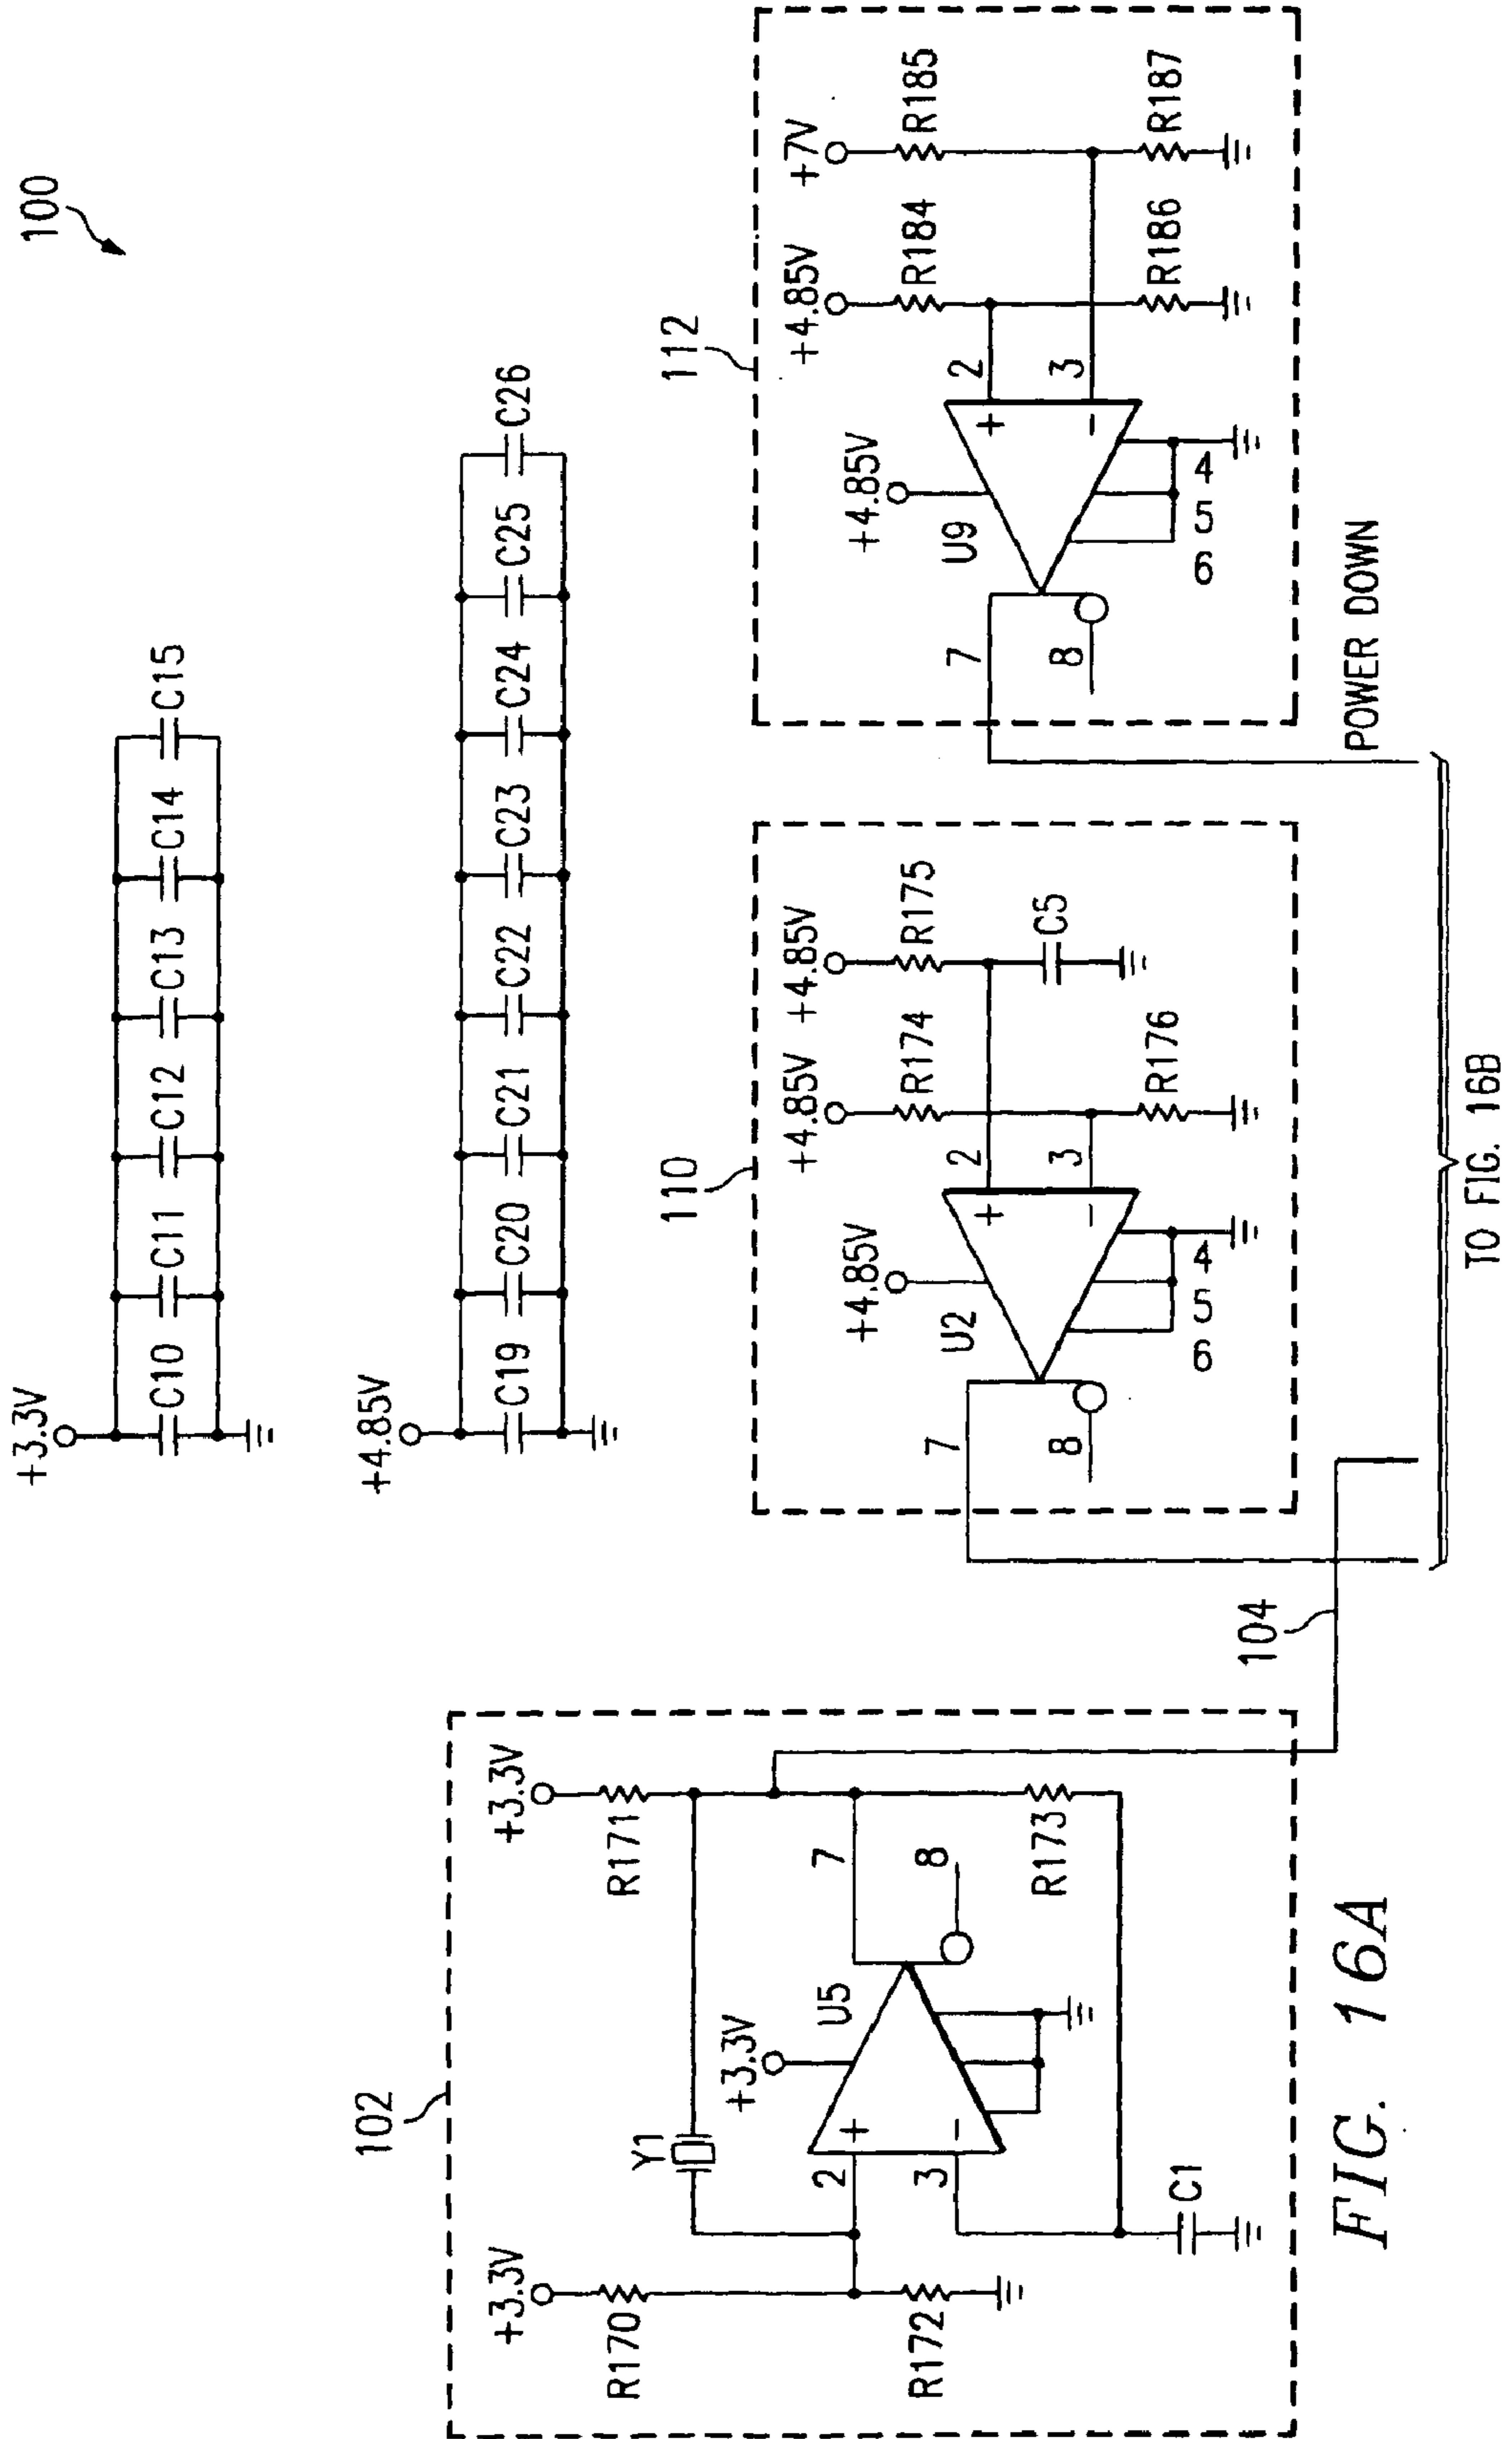 100
+3.3V
C10 C11 C12 C13 C14 C15
+4.85V
C19 C20 C21 C22 C23 C24 C25 C26
102
+3.3V
R170
R172
Y1
+3.3V
R171
+3.3V
U5
2
+
3
−
7
8
R173
C1
104
110
+4.85V
U2
7
8
2
+
3
−
4
5
6
+4.85V
R174
R176
+4.85V
R175
C5
112
+4.85V
U9
7
8
2
+
3
−
4
5
6
+4.85V
R184
R186
+7V
R185
R187
POWER DOWN
TO FIG. 16B
FIG. 16A